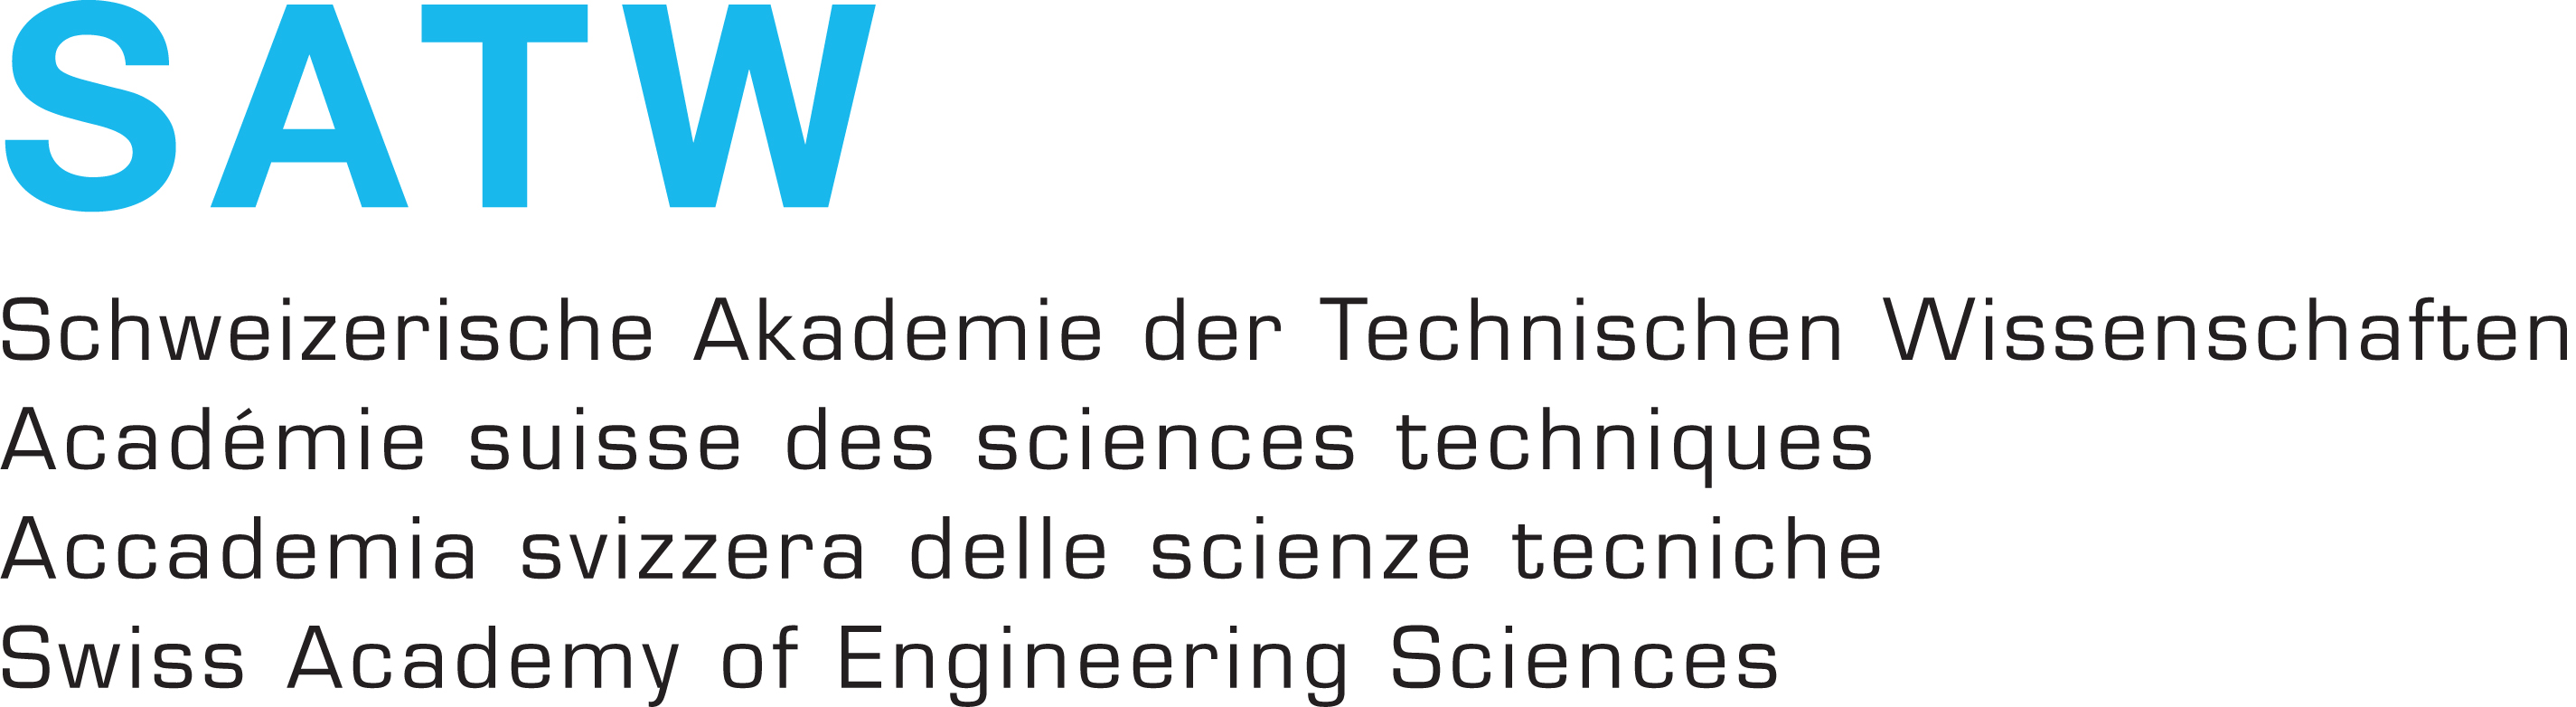 SATW
Schweizerische Akademie der Technischen Wissenschaften
Académie suisse des sciences techniques
Accademia svizzera delle scienze tecniche
Swiss Academy of Engineering Sciences